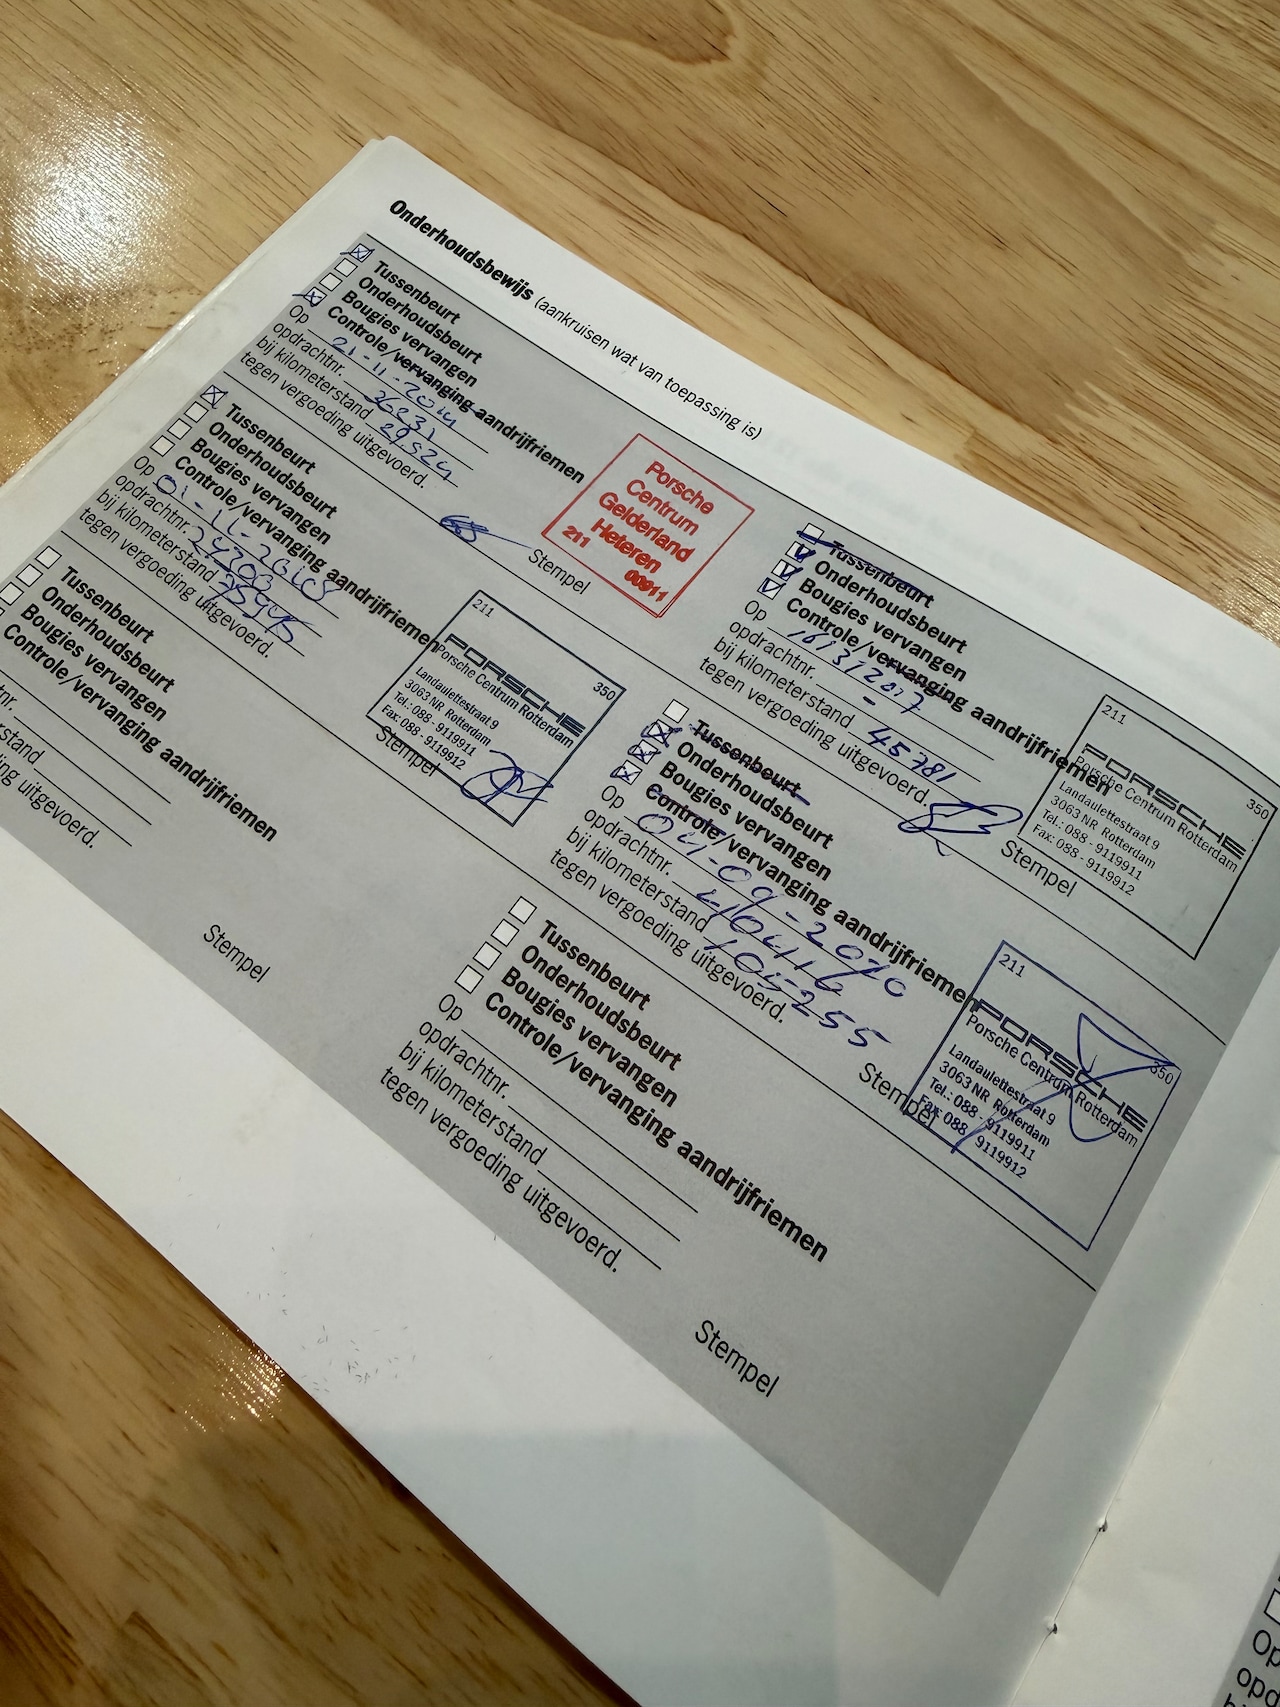 Onderhoudsbewijs (aankruisen wat van toepassing is)
Tussenbeurt
Onderhoudsbeurt
Bougies vervangen
Controle/vervanging aandrijfriemen
Op 21-11-2014
opdrachtnr. 26231
bij kilometerstand 29.524
tegen vergoeding uitgevoerd.
Stempel
Porsche
Centrum
Gelderland
Heteren
211 00911
Tussenbeurt
Onderhoudsbeurt
Bougies vervangen
Controle/vervanging aandrijfriemen
Op 16/3/2017
opdrachtnr. -
bij kilometerstand 45781
tegen vergoeding uitgevoerd.
Stempel
211 350
PORSCHE
Porsche Centrum Rotterdam
Landaulettestraat 9
3063 NR Rotterdam
Tel.: 088 - 9119911
Fax: 088 - 9119912
Tussenbeurt
Onderhoudsbeurt
Bougies vervangen
Controle/vervanging aandrijfriemen
Op 01-11-2018
opdrachtnr.
bij kilometerstand
tegen vergoeding uitgevoerd.
Stempel
211 350
PORSCHE
Porsche Centrum Rotterdam
Landaulettestraat 9
3063 NR Rotterdam
Tel.: 088 - 9119911
Fax: 088 - 9119912
Tussenbeurt
Onderhoudsbeurt
Bougies vervangen
Controle/vervanging aandrijfriemen
Op 04-09-2020
opdrachtnr.
bij kilometerstand 105255
tegen vergoeding uitgevoerd.
Stempel
211 350
PORSCHE
Porsche Centrum Rotterdam
Landaulettestraat 9
3063 NR Rotterdam
Tel.: 088 - 9119911
Fax: 088 9119912
Tussenbeurt
Onderhoudsbeurt
Bougies vervangen
Controle/vervanging aandrijfriemen
tnr.
erstand
ing uitgevoerd.
Stempel
Tussenbeurt
Onderhoudsbeurt
Bougies vervangen
Controle/vervanging aandrijfriemen
Op
opdrachtnr.
bij kilometerstand
tegen vergoeding uitgevoerd.
Stempel
Op